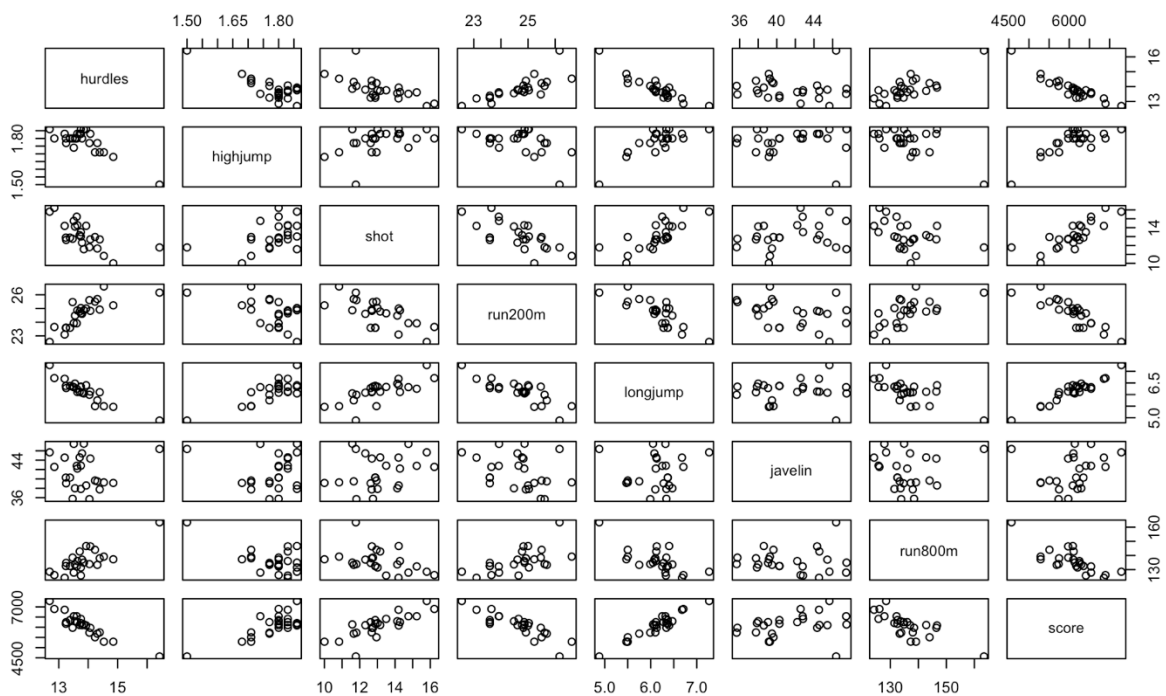 1.50 1.65 1.80 23 25 36 40 44 4500 6000
hurdles 13 16
1.50 1.80 highjump
shot 10 14
23 26 run200m
longjump 5.0 6.5
36 44 javelin
run800m 130 160
4500 7000 score
13 15 10 12 14 16 5.0 6.0 7.0 130 150